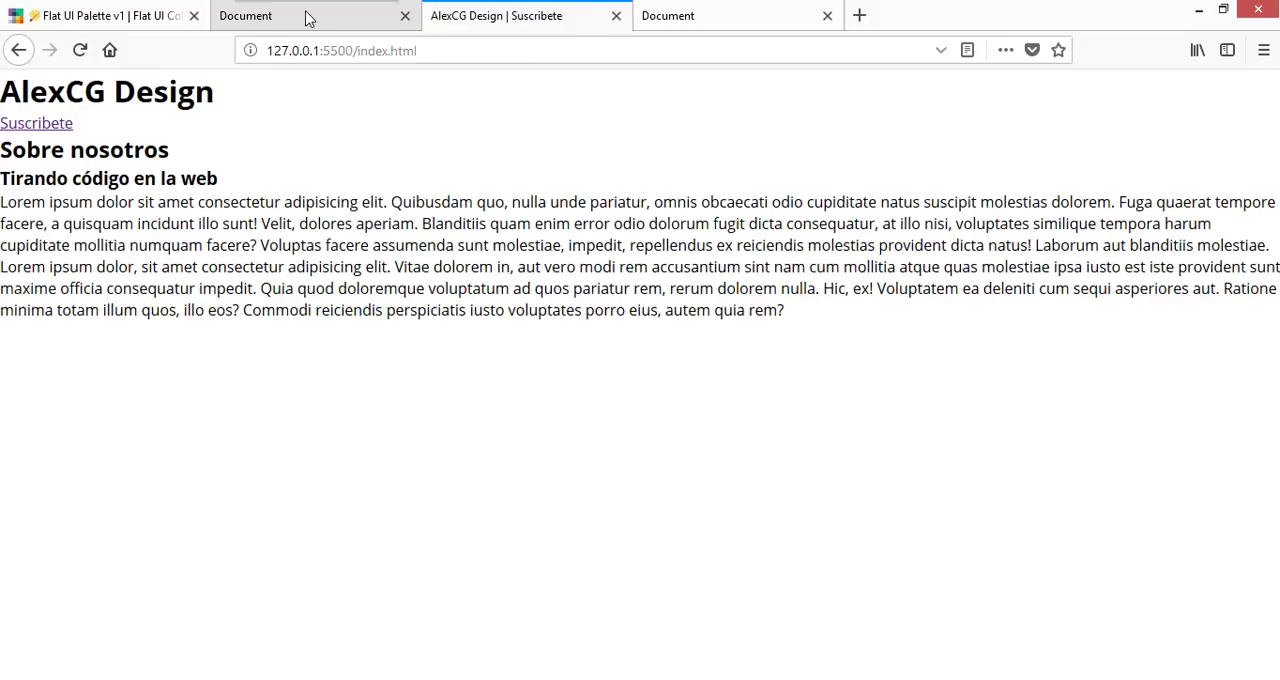 Flat UI Palette v1 | Flat UI Co
Document
AlexCG Design | Suscribete
Document
127.0.0.1:5500/index.html
AlexCG Design
Suscribete
Sobre nosotros
Tirando código en la web
Lorem ipsum dolor sit amet consectetur adipisicing elit. Quibusdam quo, nulla unde pariatur, omnis obcaecati odio cupiditate natus suscipit molestias dolorem. Fuga quaerat tempore
facere, a quisquam incidunt illo sunt! Velit, dolores aperiam. Blanditiis quam enim error odio dolorum fugit dicta consequatur, at illo nisi, voluptates similique tempora harum
cupiditate mollitia numquam facere? Voluptas facere assumenda sunt molestiae, impedit, repellendus ex reiciendis molestias provident dicta natus! Laborum aut blanditiis molestiae.
Lorem ipsum dolor, sit amet consectetur adipisicing elit. Vitae dolorem in, aut vero modi rem accusantium sint nam cum mollitia atque quas molestiae ipsa iusto est iste provident sunt
maxime officia consequatur impedit. Quia quod doloremque voluptatum ad quos pariatur rem, rerum dolorem nulla. Hic, ex! Voluptatem ea deleniti cum sequi asperiores aut. Ratione
minima totam illum quos, illo eos? Commodi reiciendis perspiciatis iusto voluptates porro eius, autem quia rem?